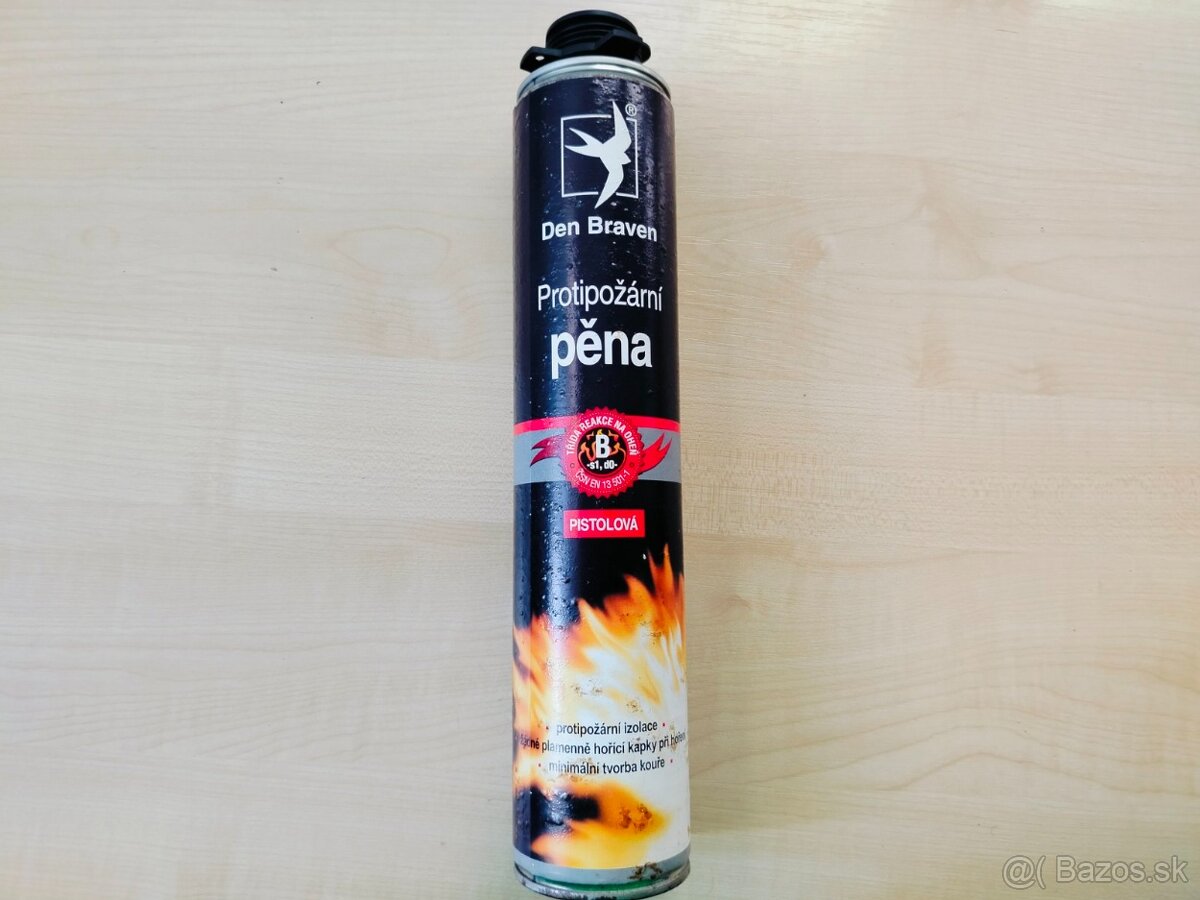 ®
Den Braven
Protipožární
pěna
TŘÍDA REAKCE NA OHEŇ
B
-s1, d0-
ČSN EN 13 501-1
PISTOLOVÁ
• protipožární izolace •
plamenně hořící kapky při
• minimální tvorba kouře •
@( Bazos.sk